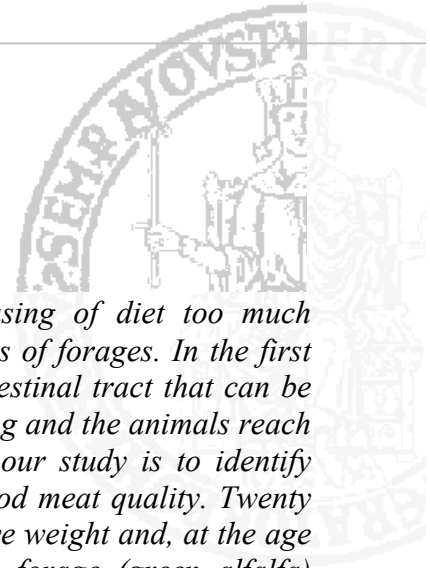 SEMPAIOVST
sing of diet too much
s of forages. In the first
estinal tract that can be
g and the animals reach
our study is to identify
od meat quality. Twenty
e weight and, at the age
forage (green alfalfa)